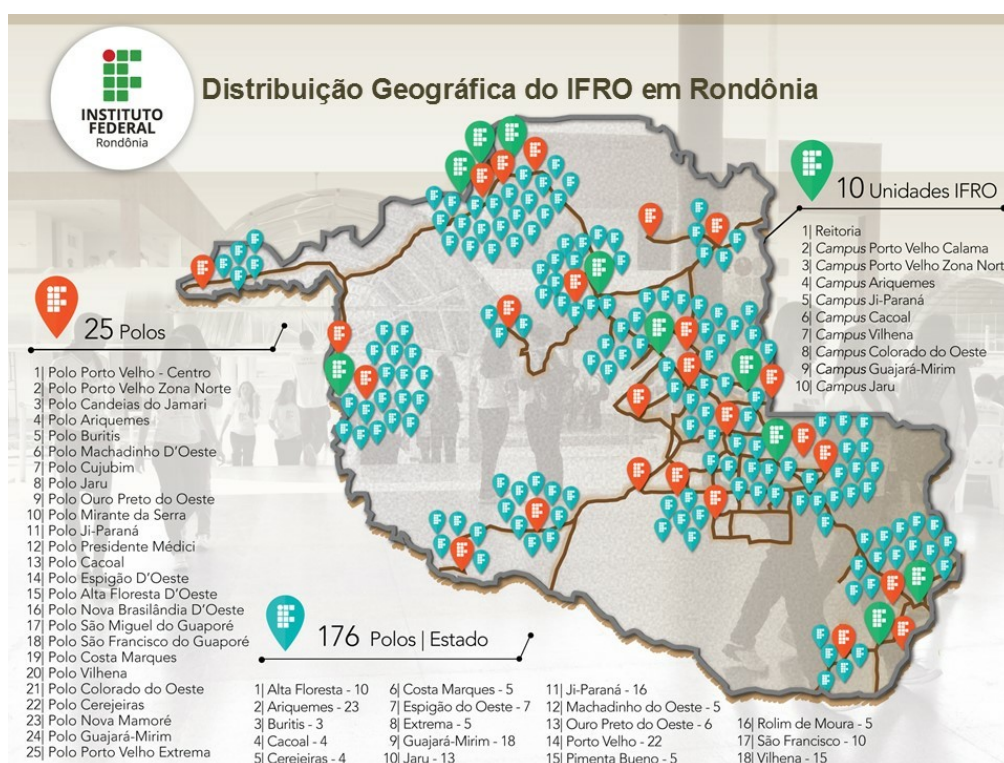 INSTITUTO
FEDERAL
Rondônia
Distribuição Geográfica do IFRO em Rondônia
10 Unidades IFRO
1| Reitoria
2| Campus Porto Velho Calama
3| Campus Porto Velho Zona Nort
4| Campus Ariquemes
5| Campus Ji-Paraná
6| Campus Cacoal
7| Campus Vilhena
8| Campus Colorado do Oeste
9| Campus Guajará-Mirim
10| Campus Jaru
25 Polos
1| Polo Porto Velho - Centro
2| Polo Porto Velho Zona Norte
3| Polo Candeias do Jamari
4| Polo Ariquemes
5| Polo Buritis
6| Polo Machadinho D'Oeste
7| Polo Cujubim
8| Polo Jaru
9| Polo Ouro Preto do Oeste
10| Polo Mirante da Serra
11| Polo Ji-Paraná
12| Polo Presidente Médici
13| Polo Cacoal
14| Polo Espigão D'Oeste
15| Polo Alta Floresta D'Oeste
16| Polo Nova Brasilândia D'Oeste
17| Polo São Miguel do Guaporé
18| Polo São Francisco do Guaporé
19| Polo Costa Marques
20| Polo Vilhena
21| Polo Colorado do Oeste
22| Polo Cerejeiras
23| Polo Nova Mamoré
24| Polo Guajará-Mirim
25| Polo Porto Velho Extrema
176 Polos | Estado
1| Alta Floresta - 10
2| Ariquemes - 23
3| Buritis - 3
4| Cacoal - 4
5| Cerejeiras - 4
6| Costa Marques - 5
7| Espigão do Oeste - 7
8| Extrema - 5
9| Guajará-Mirim - 18
10| Jaru - 13
11| Ji-Paraná - 16
12| Machadinho do Oeste - 5
13| Ouro Preto do Oeste - 6
14| Porto Velho - 22
15| Pimenta Bueno - 5
16| Rolim de Moura - 5
17| São Francisco - 10
18| Vilhena - 15